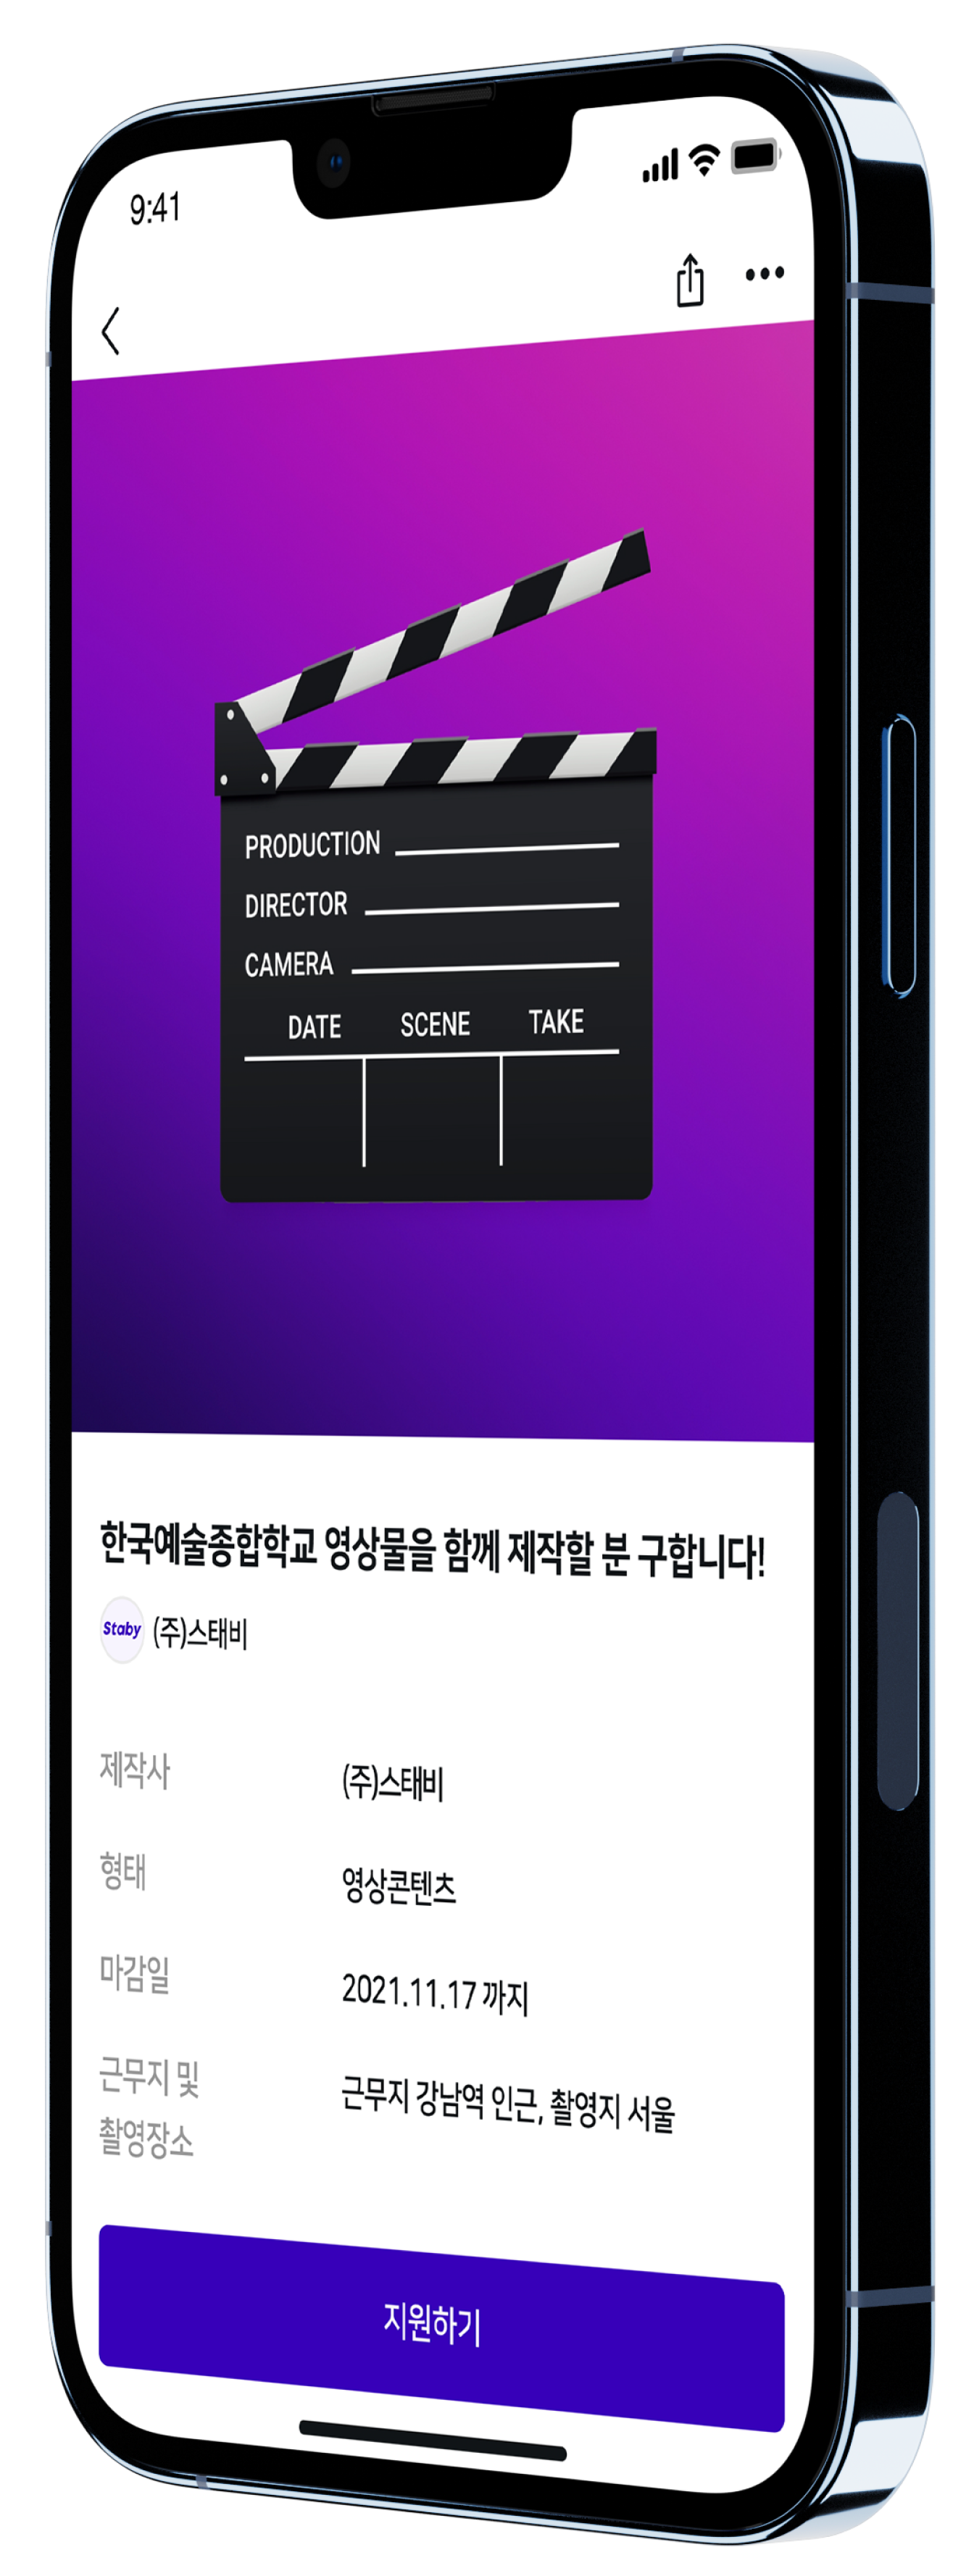 9:41
PRODUCTION
DIRECTOR
CAMERA
DATE SCENE TAKE
한국예술종합학교 영상물을 함께 제작할 분 구합니다!
Staby (주)스태비
제작사 (주)스태비
형태 영상콘텐츠
마감일 2021.11.17 까지
근무지 및 근무지 강남역 인근, 촬영지 서울
촬영장소
지원하기